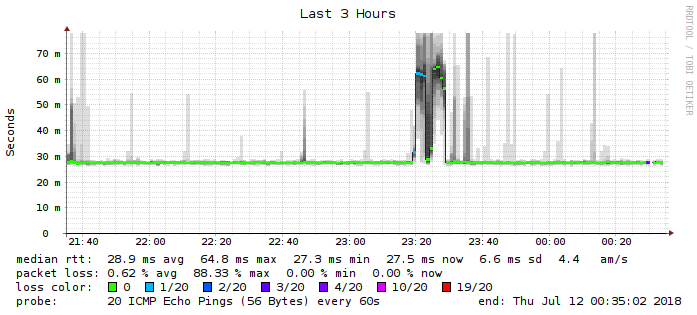 Last 3 Hours
RRDTOOL / TOBI OETIKER
Seconds
70 m
60 m
50 m
40 m
30 m
20 m
10 m
0
21:40 22:00 22:20 22:40 23:00 23:20 23:40 00:00 00:20
median rtt: 28.9 ms avg 64.8 ms max 27.3 ms min 27.5 ms now 6.6 ms sd 4.4 am/s
packet loss: 0.62 % avg 88.33 % max 0.00 % min 0.00 % now
loss color: 0 1/20 2/20 3/20 4/20 10/20 19/20
probe: 20 ICMP Echo Pings (56 Bytes) every 60s end: Thu Jul 12 00:35:02 2018